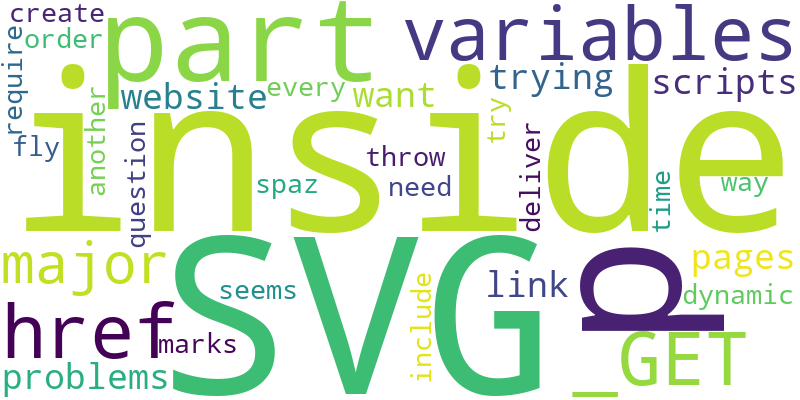 create
order
require
part
variables
website
every
want
trying
scripts
fly
another
inside
question
throw
try
spaz
need
deliver
time
way
major
SVG
p
pages
seems
link
dynamic
href
marks
include
problems
_GET